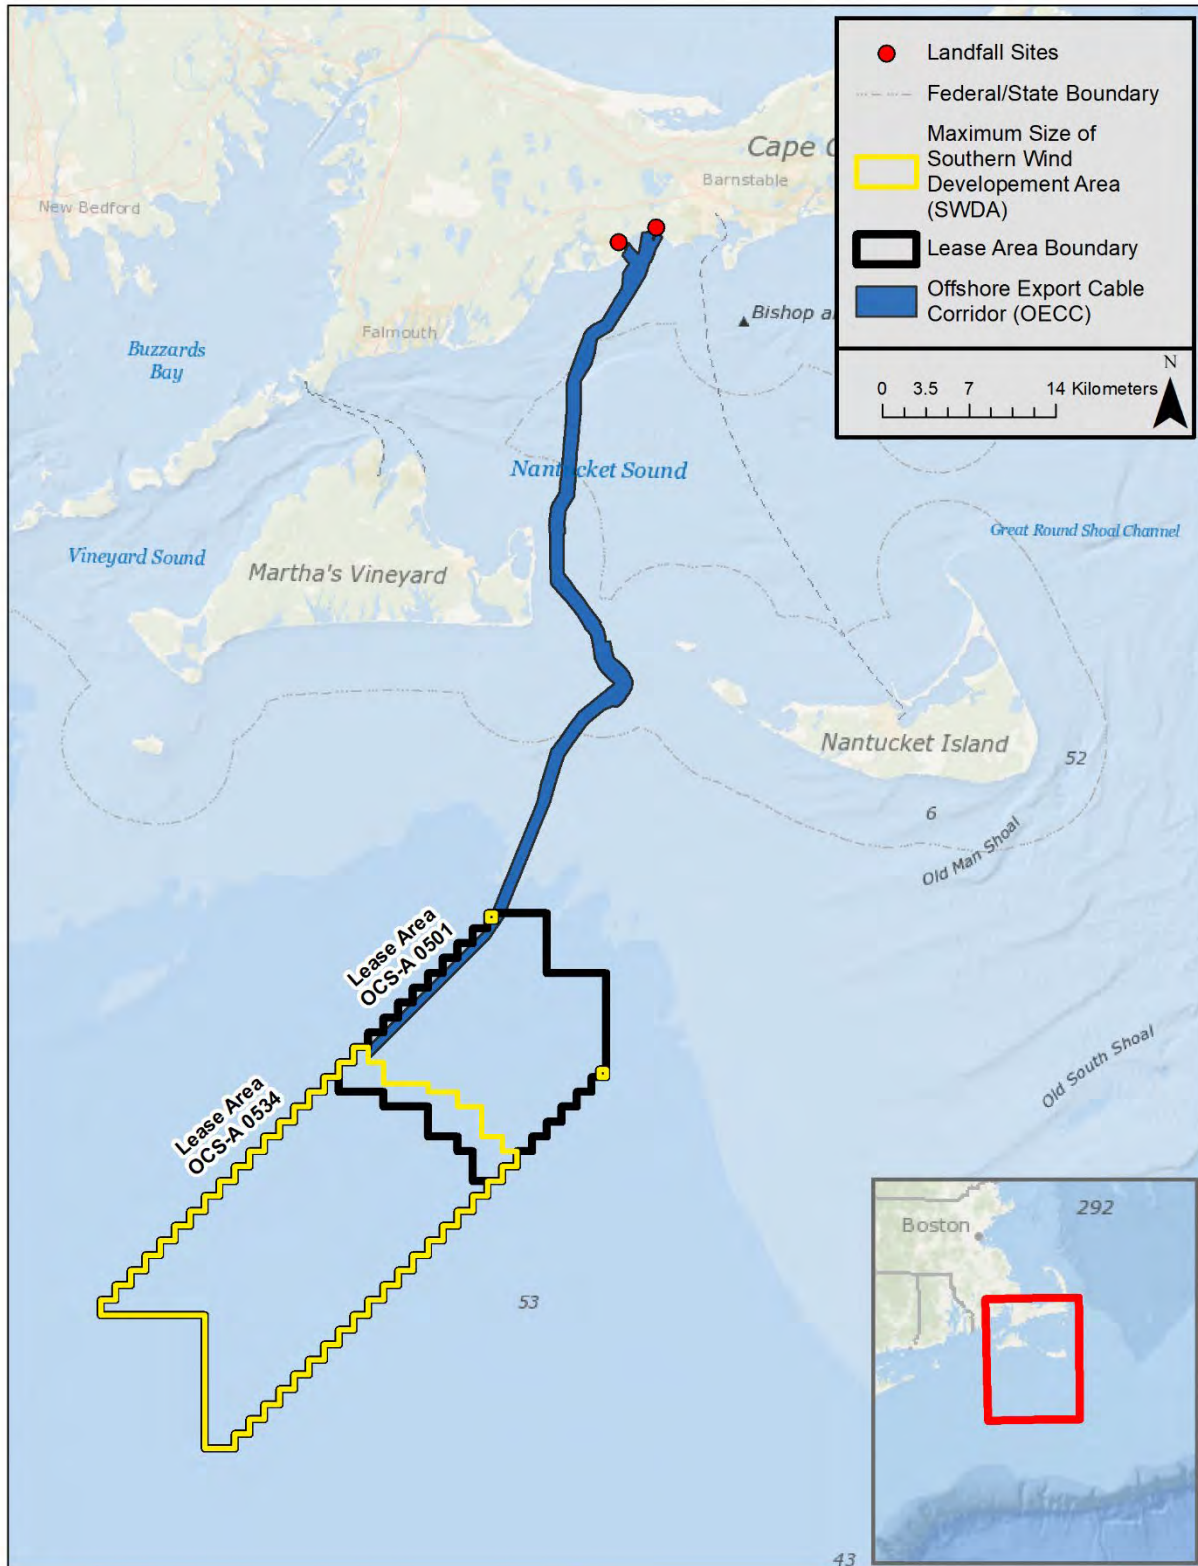 Landfall Sites
Federal/State Boundary
Maximum Size of
Southern Wind
Developement Area
(SWDA)
Lease Area Boundary
Offshore Export Cable
Corridor (OECC)
N
0 3.5 7 14 Kilometers
Cape C
Barnstable
New Bedford
Bishop a
Falmouth
Buzzards
Bay
Nantucket Sound
Great Round Shoal Channel
Vineyard Sound
Martha's Vineyard
Nantucket Island
52
6
Old Man Shoal
Lease Area
OCS-A 0501
Old South Shoal
Lease Area
OCS-A 0534
53
292
Boston
43